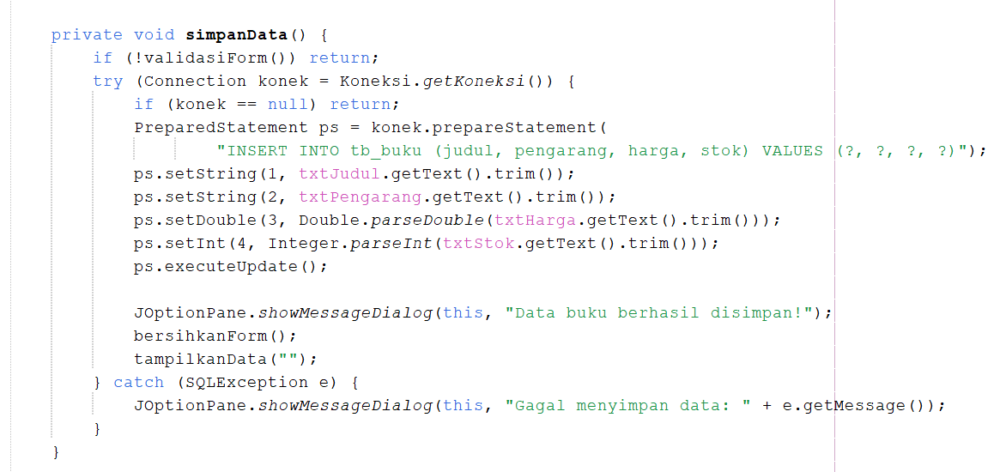 private void simpanData() {
if (!validasiForm()) return;
try (Connection konek = Koneksi.getKoneksi()) {
if (konek == null) return;
PreparedStatement ps = konek.prepareStatement(
"INSERT INTO tb_buku (judul, pengarang, harga, stok) VALUES (?, ?, ?, ?)");
ps.setString(1, txtJudul.getText().trim());
ps.setString(2, txtPengarang.getText().trim());
ps.setDouble(3, Double.parseDouble(txtHarga.getText().trim()));
ps.setInt(4, Integer.parseInt(txtStok.getText().trim()));
ps.executeUpdate();
JOptionPane.showMessageDialog(this, "Data buku berhasil disimpan!");
bersihkanForm();
tampilkanData("");
} catch (SQLException e) {
JOptionPane.showMessageDialog(this, "Gagal menyimpan data: " + e.getMessage());
}
}